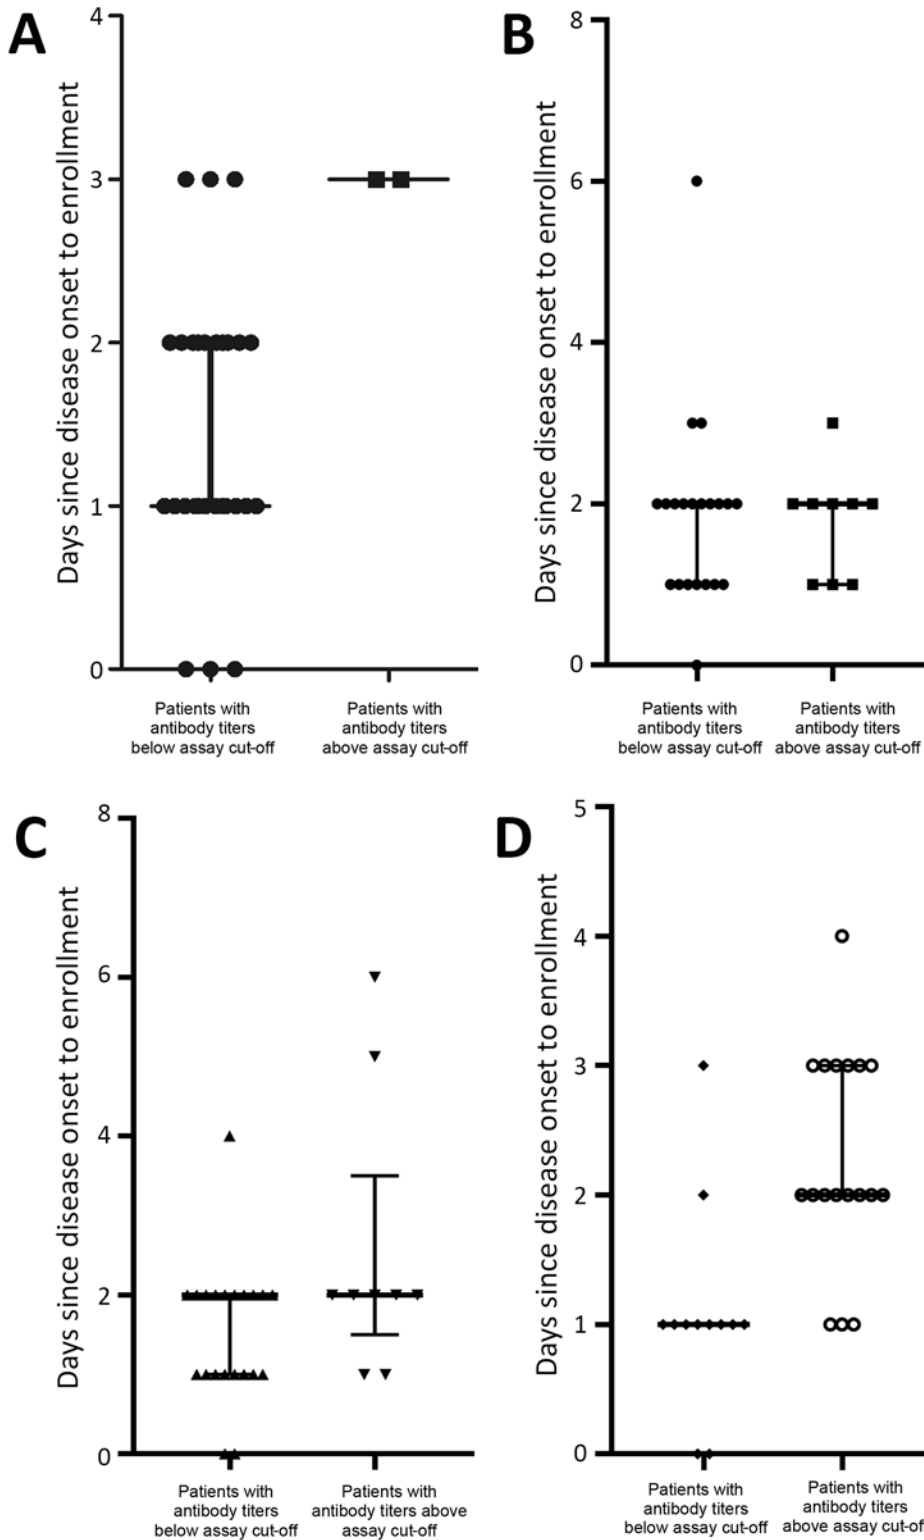 A
Days since disease onset to enrollment
4
3
2
1
0
Patients with
antibody titers
below assay cut-off
Patients with
antibody titers
above assay cut-off
B
Days since disease onset to enrollment
8
6
4
2
0
Patients with
antibody titers
below assay cut-off
Patients with
antibody titers
above assay cut-off
C
Days since disease onset to enrollment
8
6
4
2
0
Patients with
antibody titers
below assay cut-off
Patients with
antibody titers above
assay cut-off
D
Days since disease onset to enrollment
5
4
3
2
1
0
Patients with
antibody titers
below assay cut-off
Patients with
antibody titers
above assay cut-off